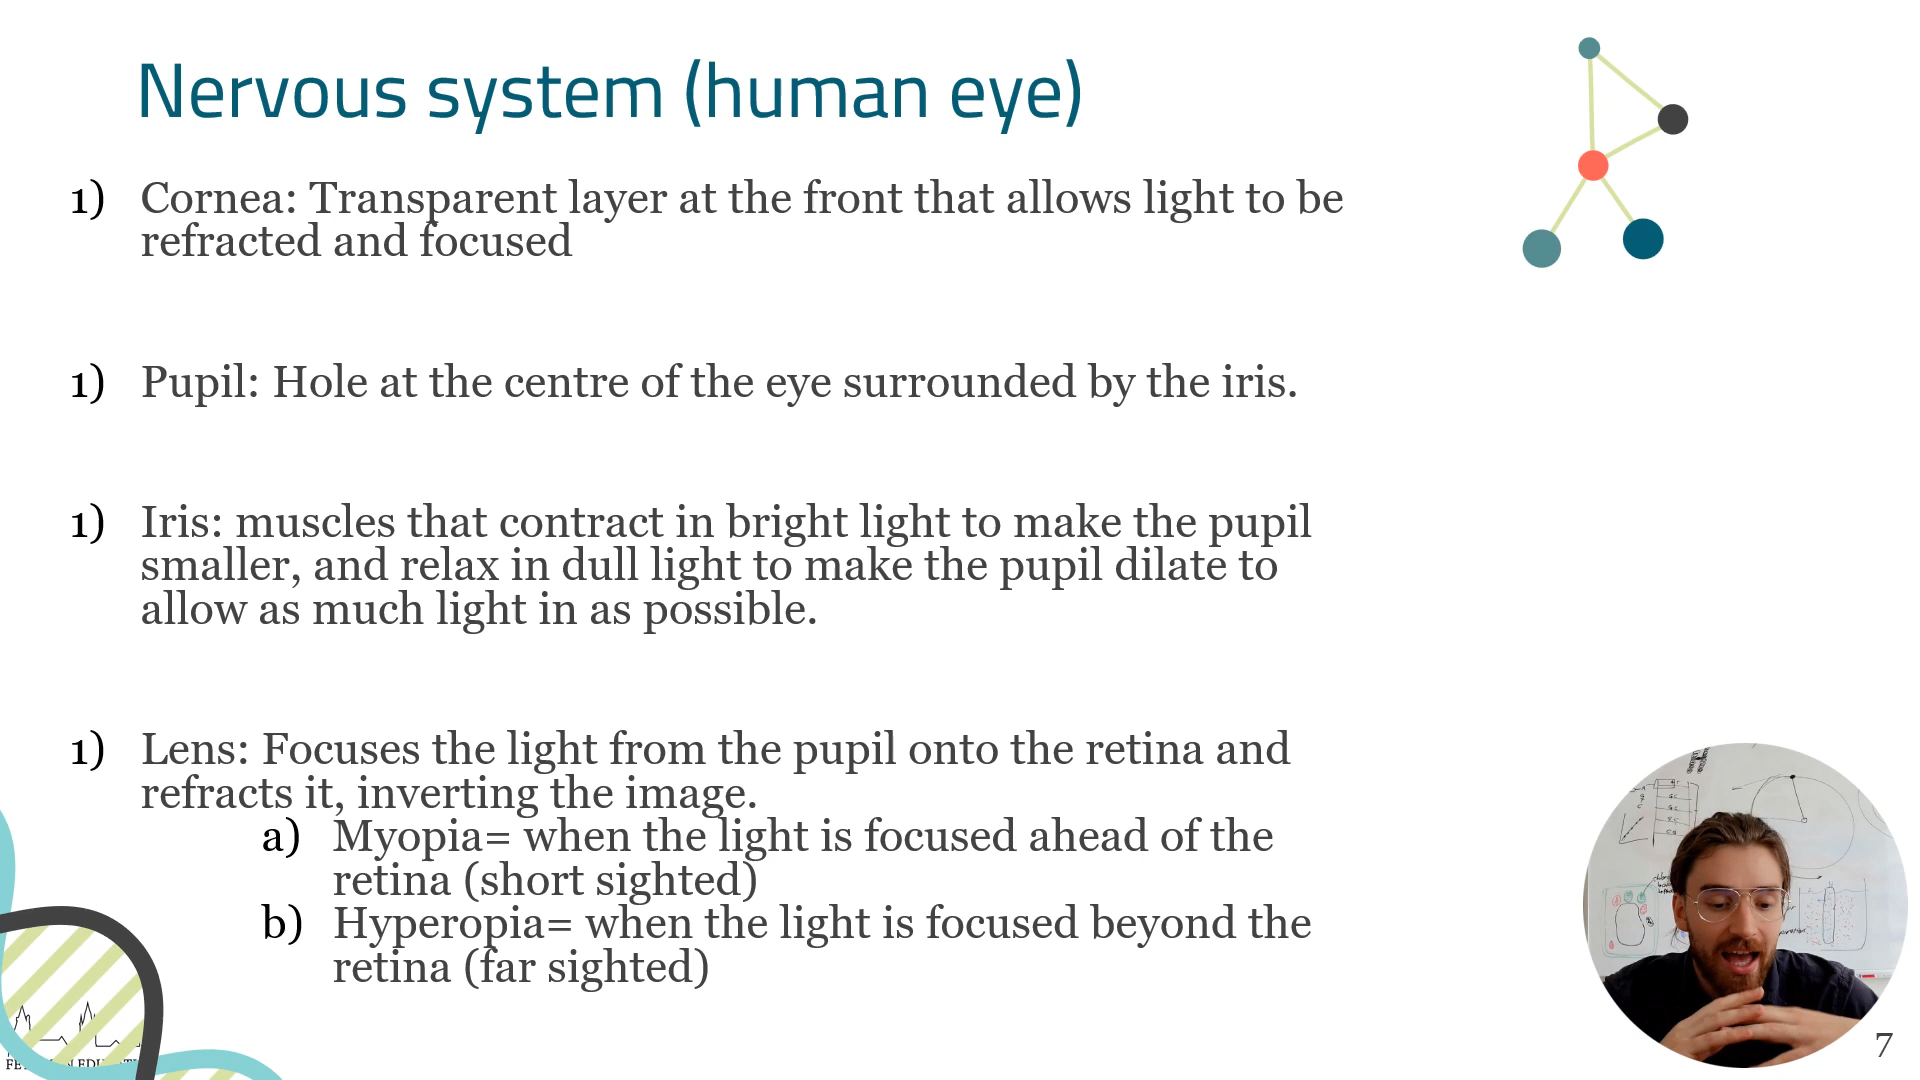 Nervous system (human eye)
1) Cornea: Transparent layer at the front that allows light to be
refracted and focused
1) Pupil: Hole at the centre of the eye surrounded by the iris.
1) Iris: muscles that contract in bright light to make the pupil
smaller, and relax in dull light to make the pupil dilate to
allow as much light in as possible.
1) Lens: Focuses the light from the pupil onto the retina and
refracts it, inverting the image.
a) Myopia= when the light is focused ahead of the
retina (short sighted)
b) Hyperopia= when the light is focused beyond the
retina (far sighted)
7